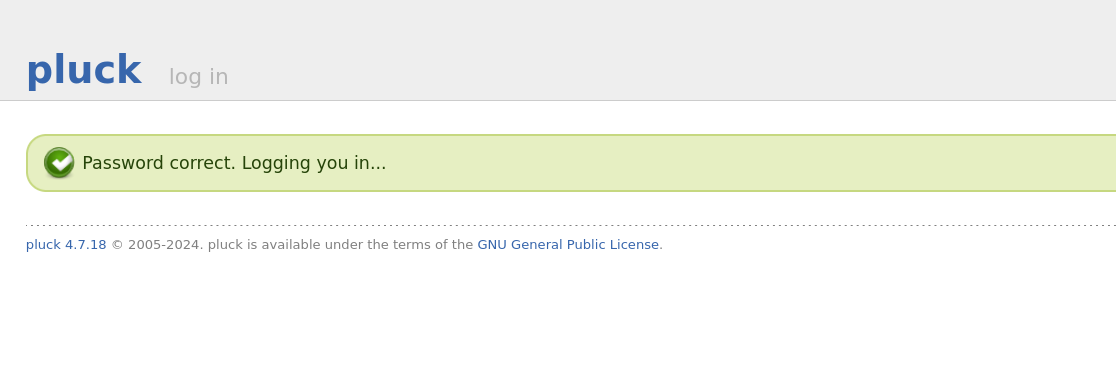 pluck log in
Password correct. Logging you in...
pluck 4.7.18 © 2005-2024. pluck is available under the terms of the GNU General Public License.